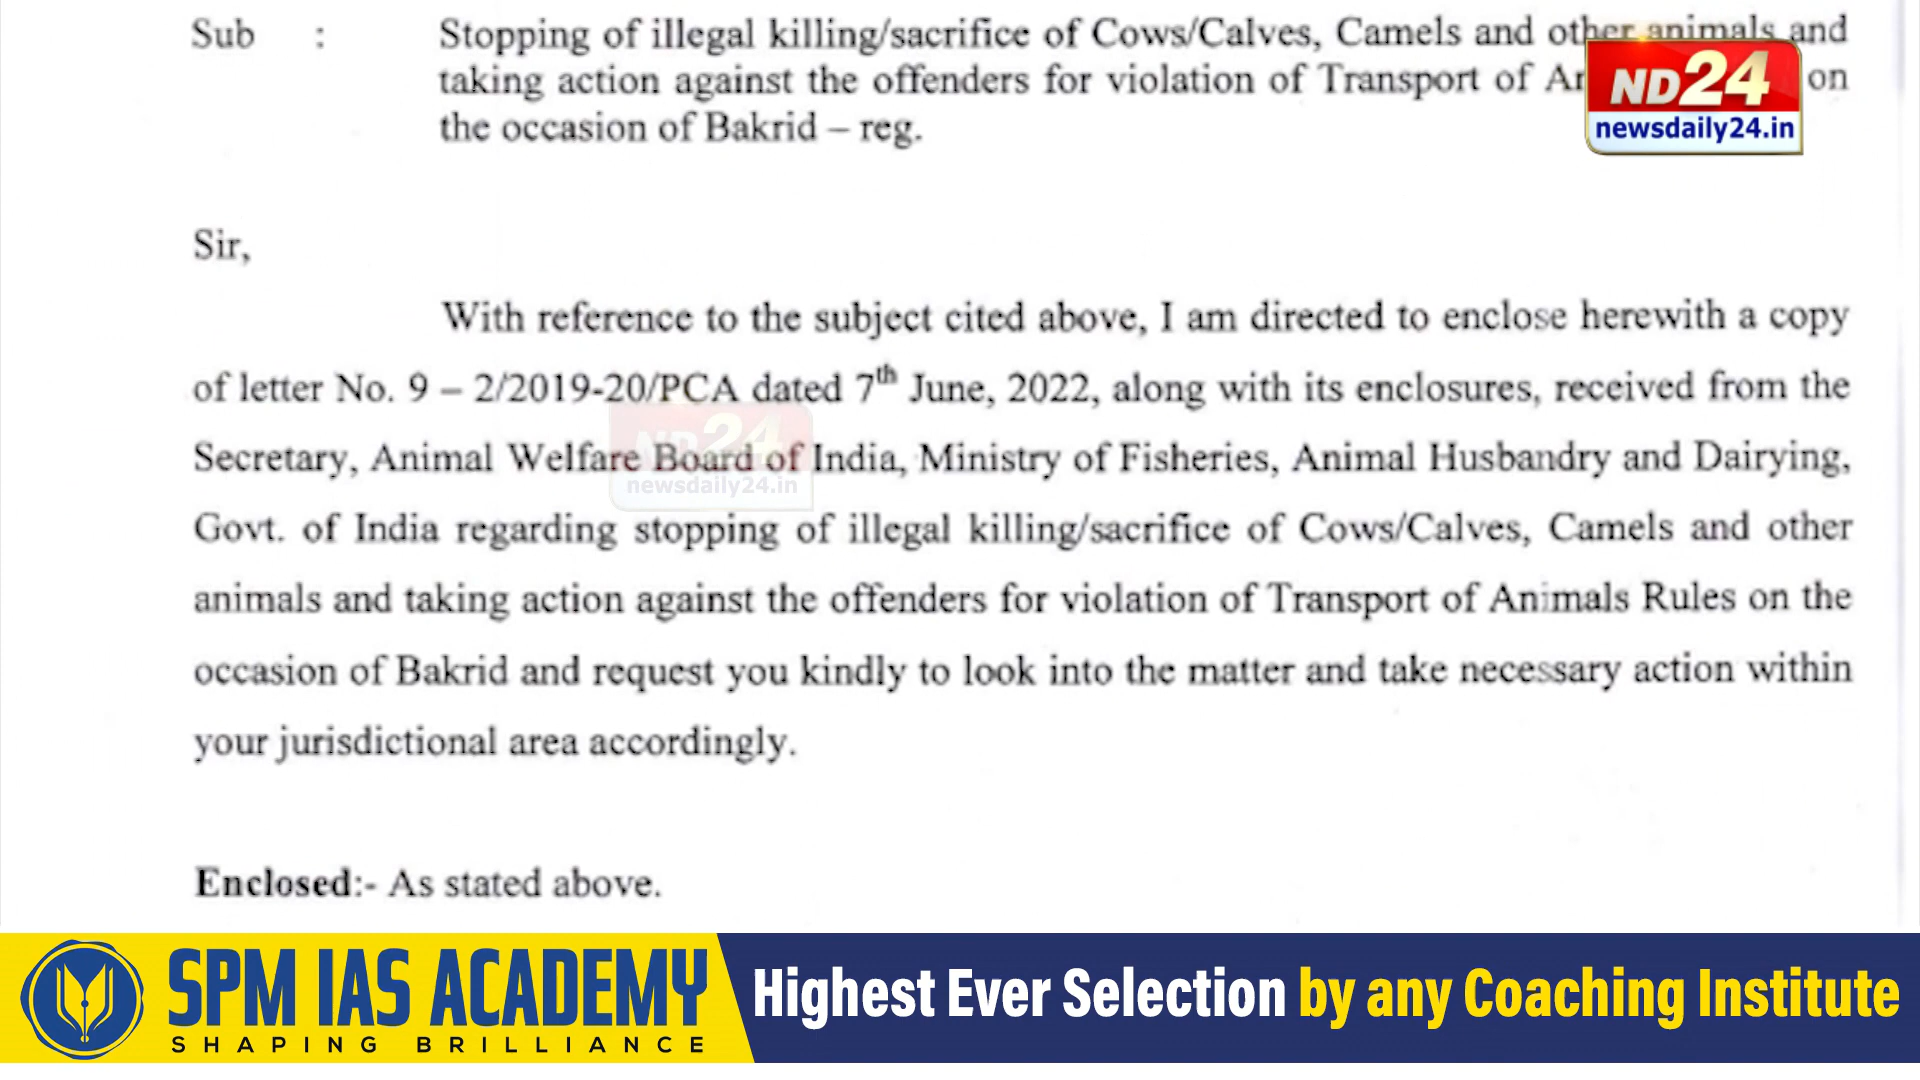 Sub : Stopping of illegal killing/sacrifice of Cows/Calves, Camels and other animals and
taking action against the offenders for violation of Transport of on
the occasion of Bakrid – reg.
ND24
newsdaily24.in
Sir,
With reference to the subject cited above, I am directed to enclose herewith a copy
of letter No. 9 – 2/2019-20/PCA dated 7th June, 2022, along with its enclosures, received from the
Secretary, Animal Welfare Board of India, Ministry of Fisheries, Animal Husbandry and Dairying,
ND24
newsdaily24.in
Govt. of India regarding stopping of illegal killing/sacrifice of Cows/Calves, Camels and other
animals and taking action against the offenders for violation of Transport of Animals Rules on the
occasion of Bakrid and request you kindly to look into the matter and take necessary action within
your jurisdictional area accordingly.
Enclosed:- As stated above.
SPM IAS ACADEMY
SHAPING BRILLIANCE
Highest Ever Selection by any Coaching Institute